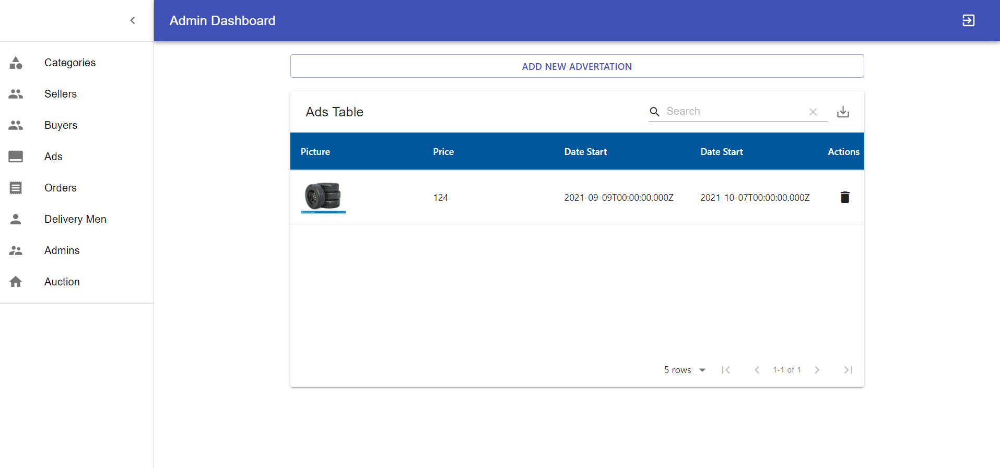 Admin Dashboard
Categories
Sellers
Buyers
Ads
Orders
Delivery Men
Admins
Auction
ADD NEW ADVERTATION
Ads Table
Search
Picture Price Date Start Date Start Actions
124 2021-09-09T00:00:00.000Z 2021-10-07T00:00:00.000Z
5 rows 1-1 of 1